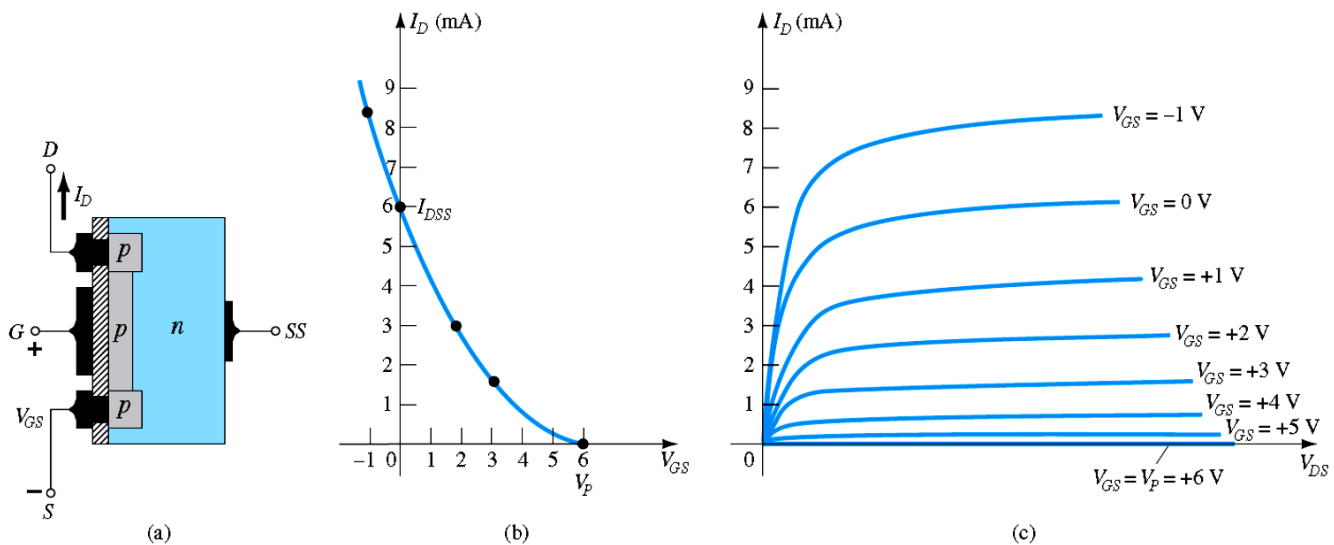 D
I_D
p
G
+
p
n
SS
p
V_GS
−
S
(a)
I_D (mA)
9
8
7
6
I_DSS
5
4
3
2
1
−1 0 1 2 3 4 5 6 V_GS
V_P
(b)
I_D (mA)
9
8
7
6
5
4
3
2
1
0
V_GS = −1 V
V_GS = 0 V
V_GS = +1 V
V_GS = +2 V
V_GS = +3 V
V_GS = +4 V
V_GS = +5 V
V_GS = V_P = +6 V
V_DS
(c)